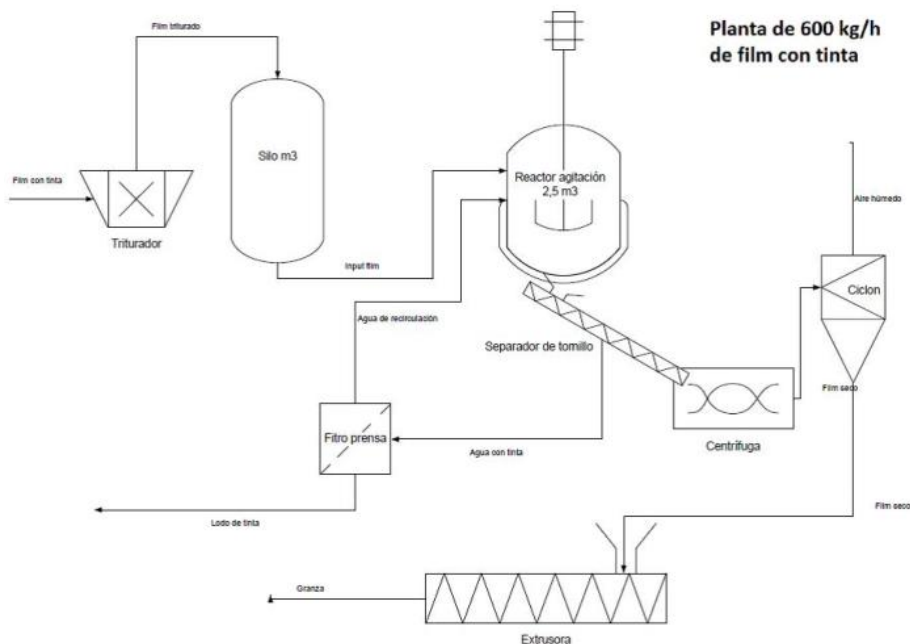 Film triturado
Planta de 600 kg/h
de film con tinta
Silo m3
Reactor agitación
2,5 m3
Film con tinta
Aire húmedo
Triturador
Input film
Ciclon
Agua de recirculación
Separador de tornillo
Film seco
Fitro prensa
Agua con tinta
Centrífuga
Film seco
Lodo de tinta
Granza
Extrusora